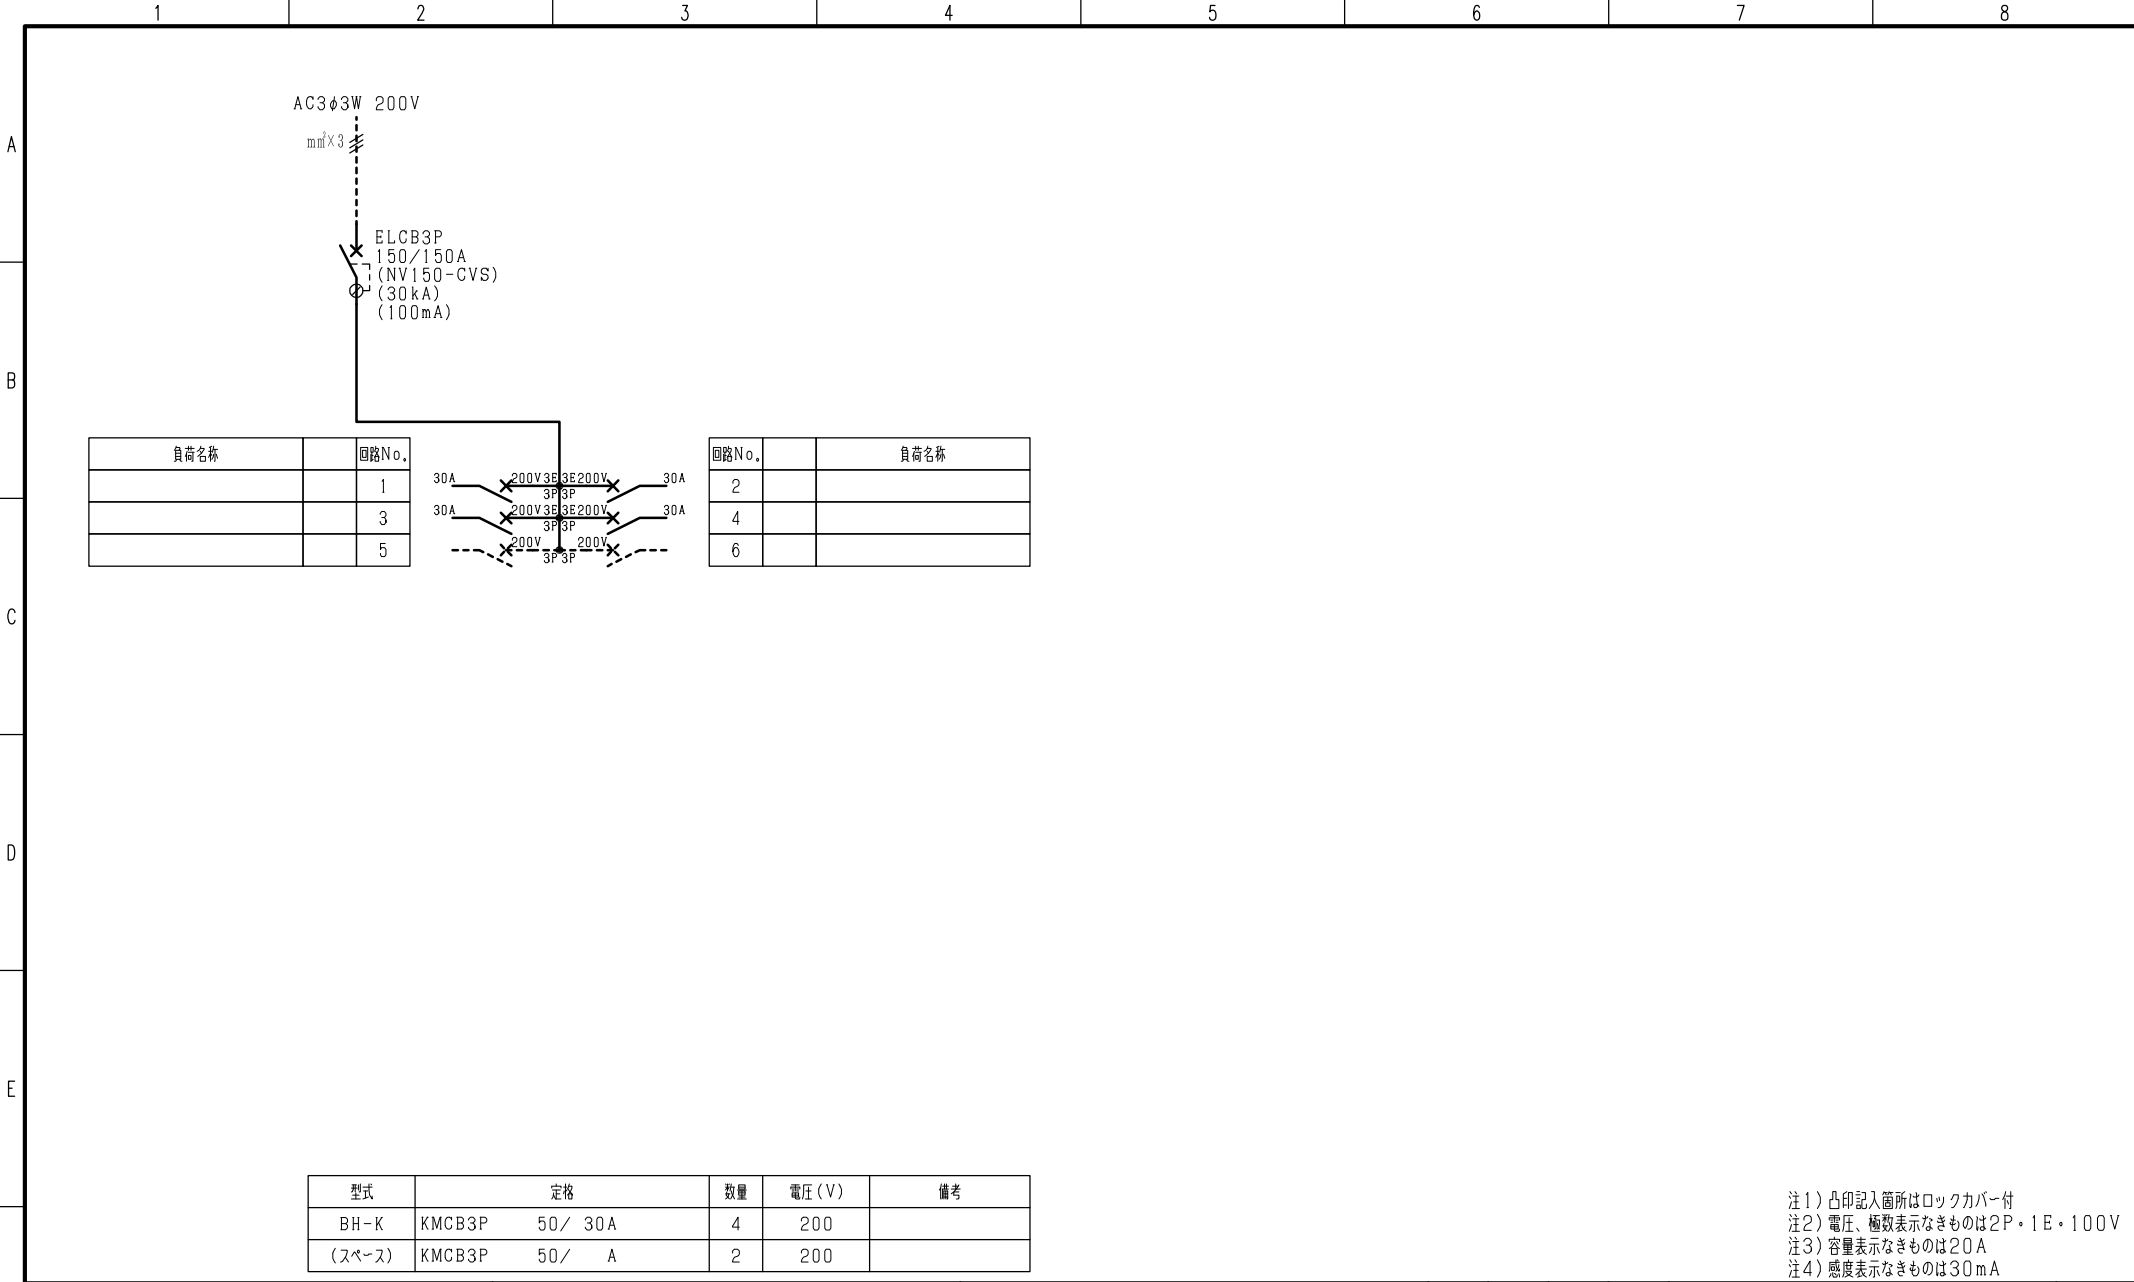 1 2 3 4 5 6 7 8
A
B
C
D
E
AC3φ3W 200V
mm²×3
ELCB3P
150/150A
(NV150-CVS)
(30kA)
(100mA)
負荷名称 回路No.
1
3
5
30A 200V 3E 3E 200V 30A
3P 3P
30A 200V 3E 3E 200V 30A
3P 3P
200V 200V
3P 3P
回路No. 負荷名称
2
4
6
型式 定格 数量 電圧(V) 備考
BH-K KMCB3P 50/ 30A 4 200
(スペース) KMCB3P 50/ A 2 200
注1)凸印記入箇所はロックカバー付
注2)電圧、極数表示なきものは2P・1E・100V
注3)容量表示なきものは20A
注4)感度表示なきものは30mA